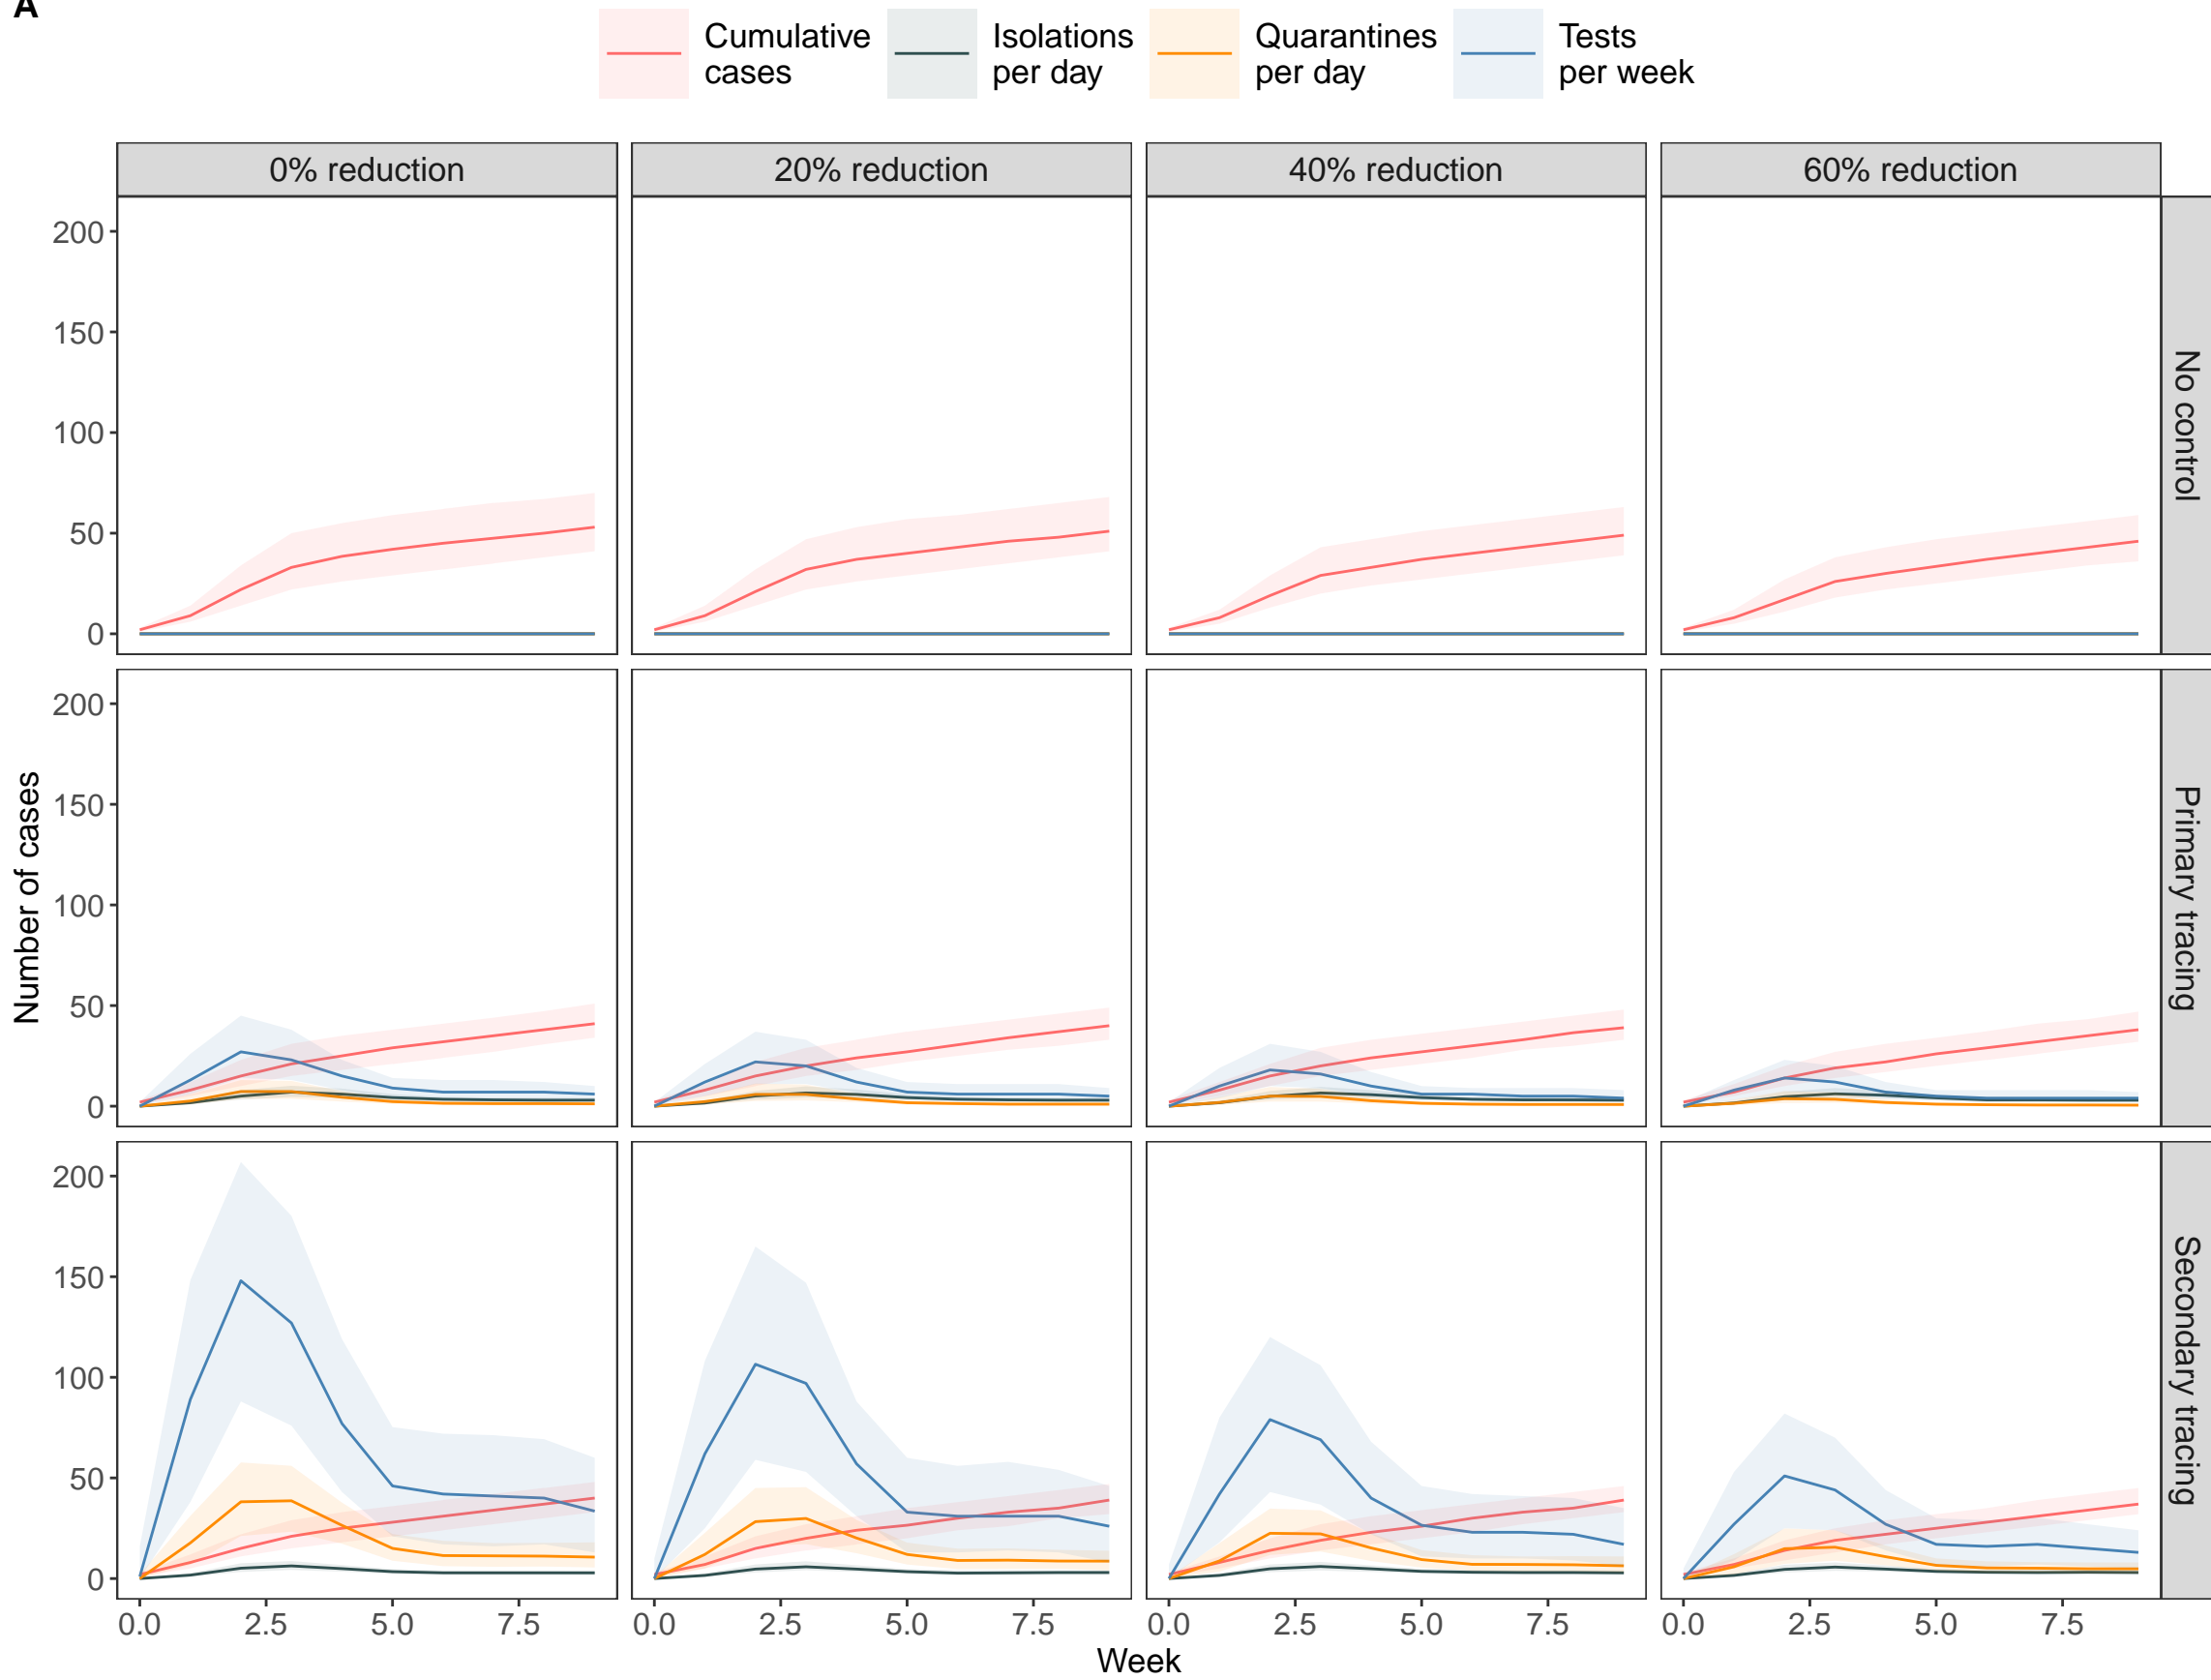 A
Cumulative cases
Isolations per day
Quarantines per day
Tests per week
0% reduction
20% reduction
40% reduction
60% reduction
200
150
100
50
0
No control
Number of cases
200
150
100
50
0
Primary tracing
200
150
100
50
0
Secondary tracing
0.0 2.5 5.0 7.5
0.0 2.5 5.0 7.5
0.0 2.5 5.0 7.5
0.0 2.5 5.0 7.5
Week